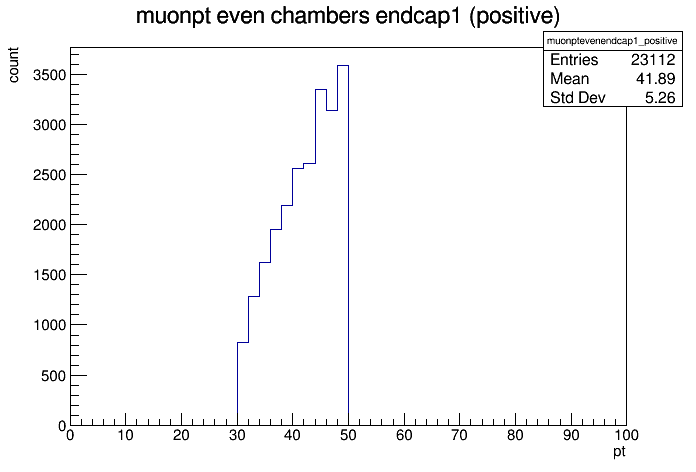 muonpt even chambers endcap1 (positive)
muonptevenendcap1_positive
Entries 23112
Mean 41.89
Std Dev 5.26
count
3500
3000
2500
2000
1500
1000
500
0
0 10 20 30 40 50 60 70 80 90 100
pt